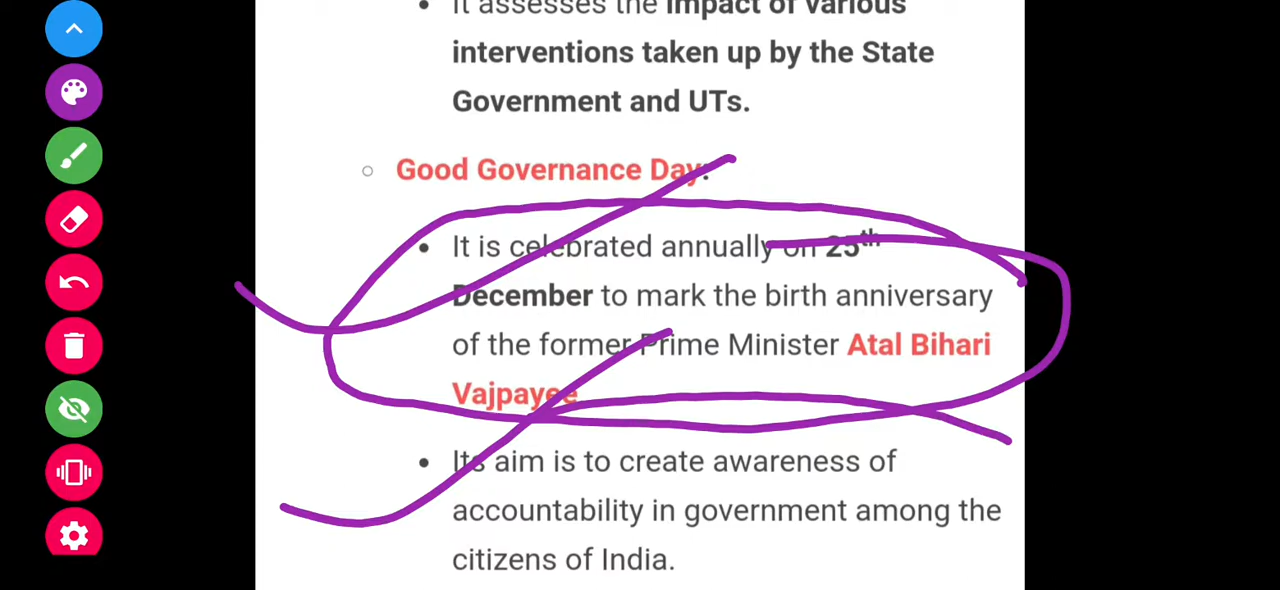 It assesses the impact of various
interventions taken up by the State
Government and UTs.
Good Governance Day:
It is celebrated annually on 25th
December to mark the birth anniversary
of the former Prime Minister Atal Bihari
Vajpayee
Its aim is to create awareness of
accountability in government among the
citizens of India.